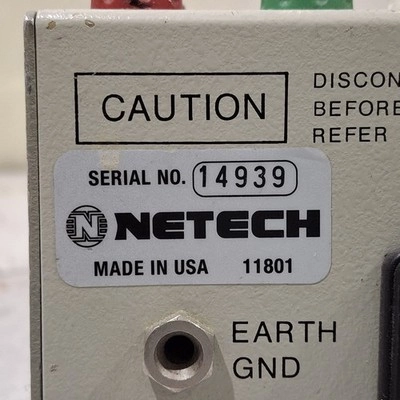 CAUTION
DISCON
BEFORE
REFER
SERIAL NO. 14939
N NETECH
MADE IN USA 11801
EARTH
GND